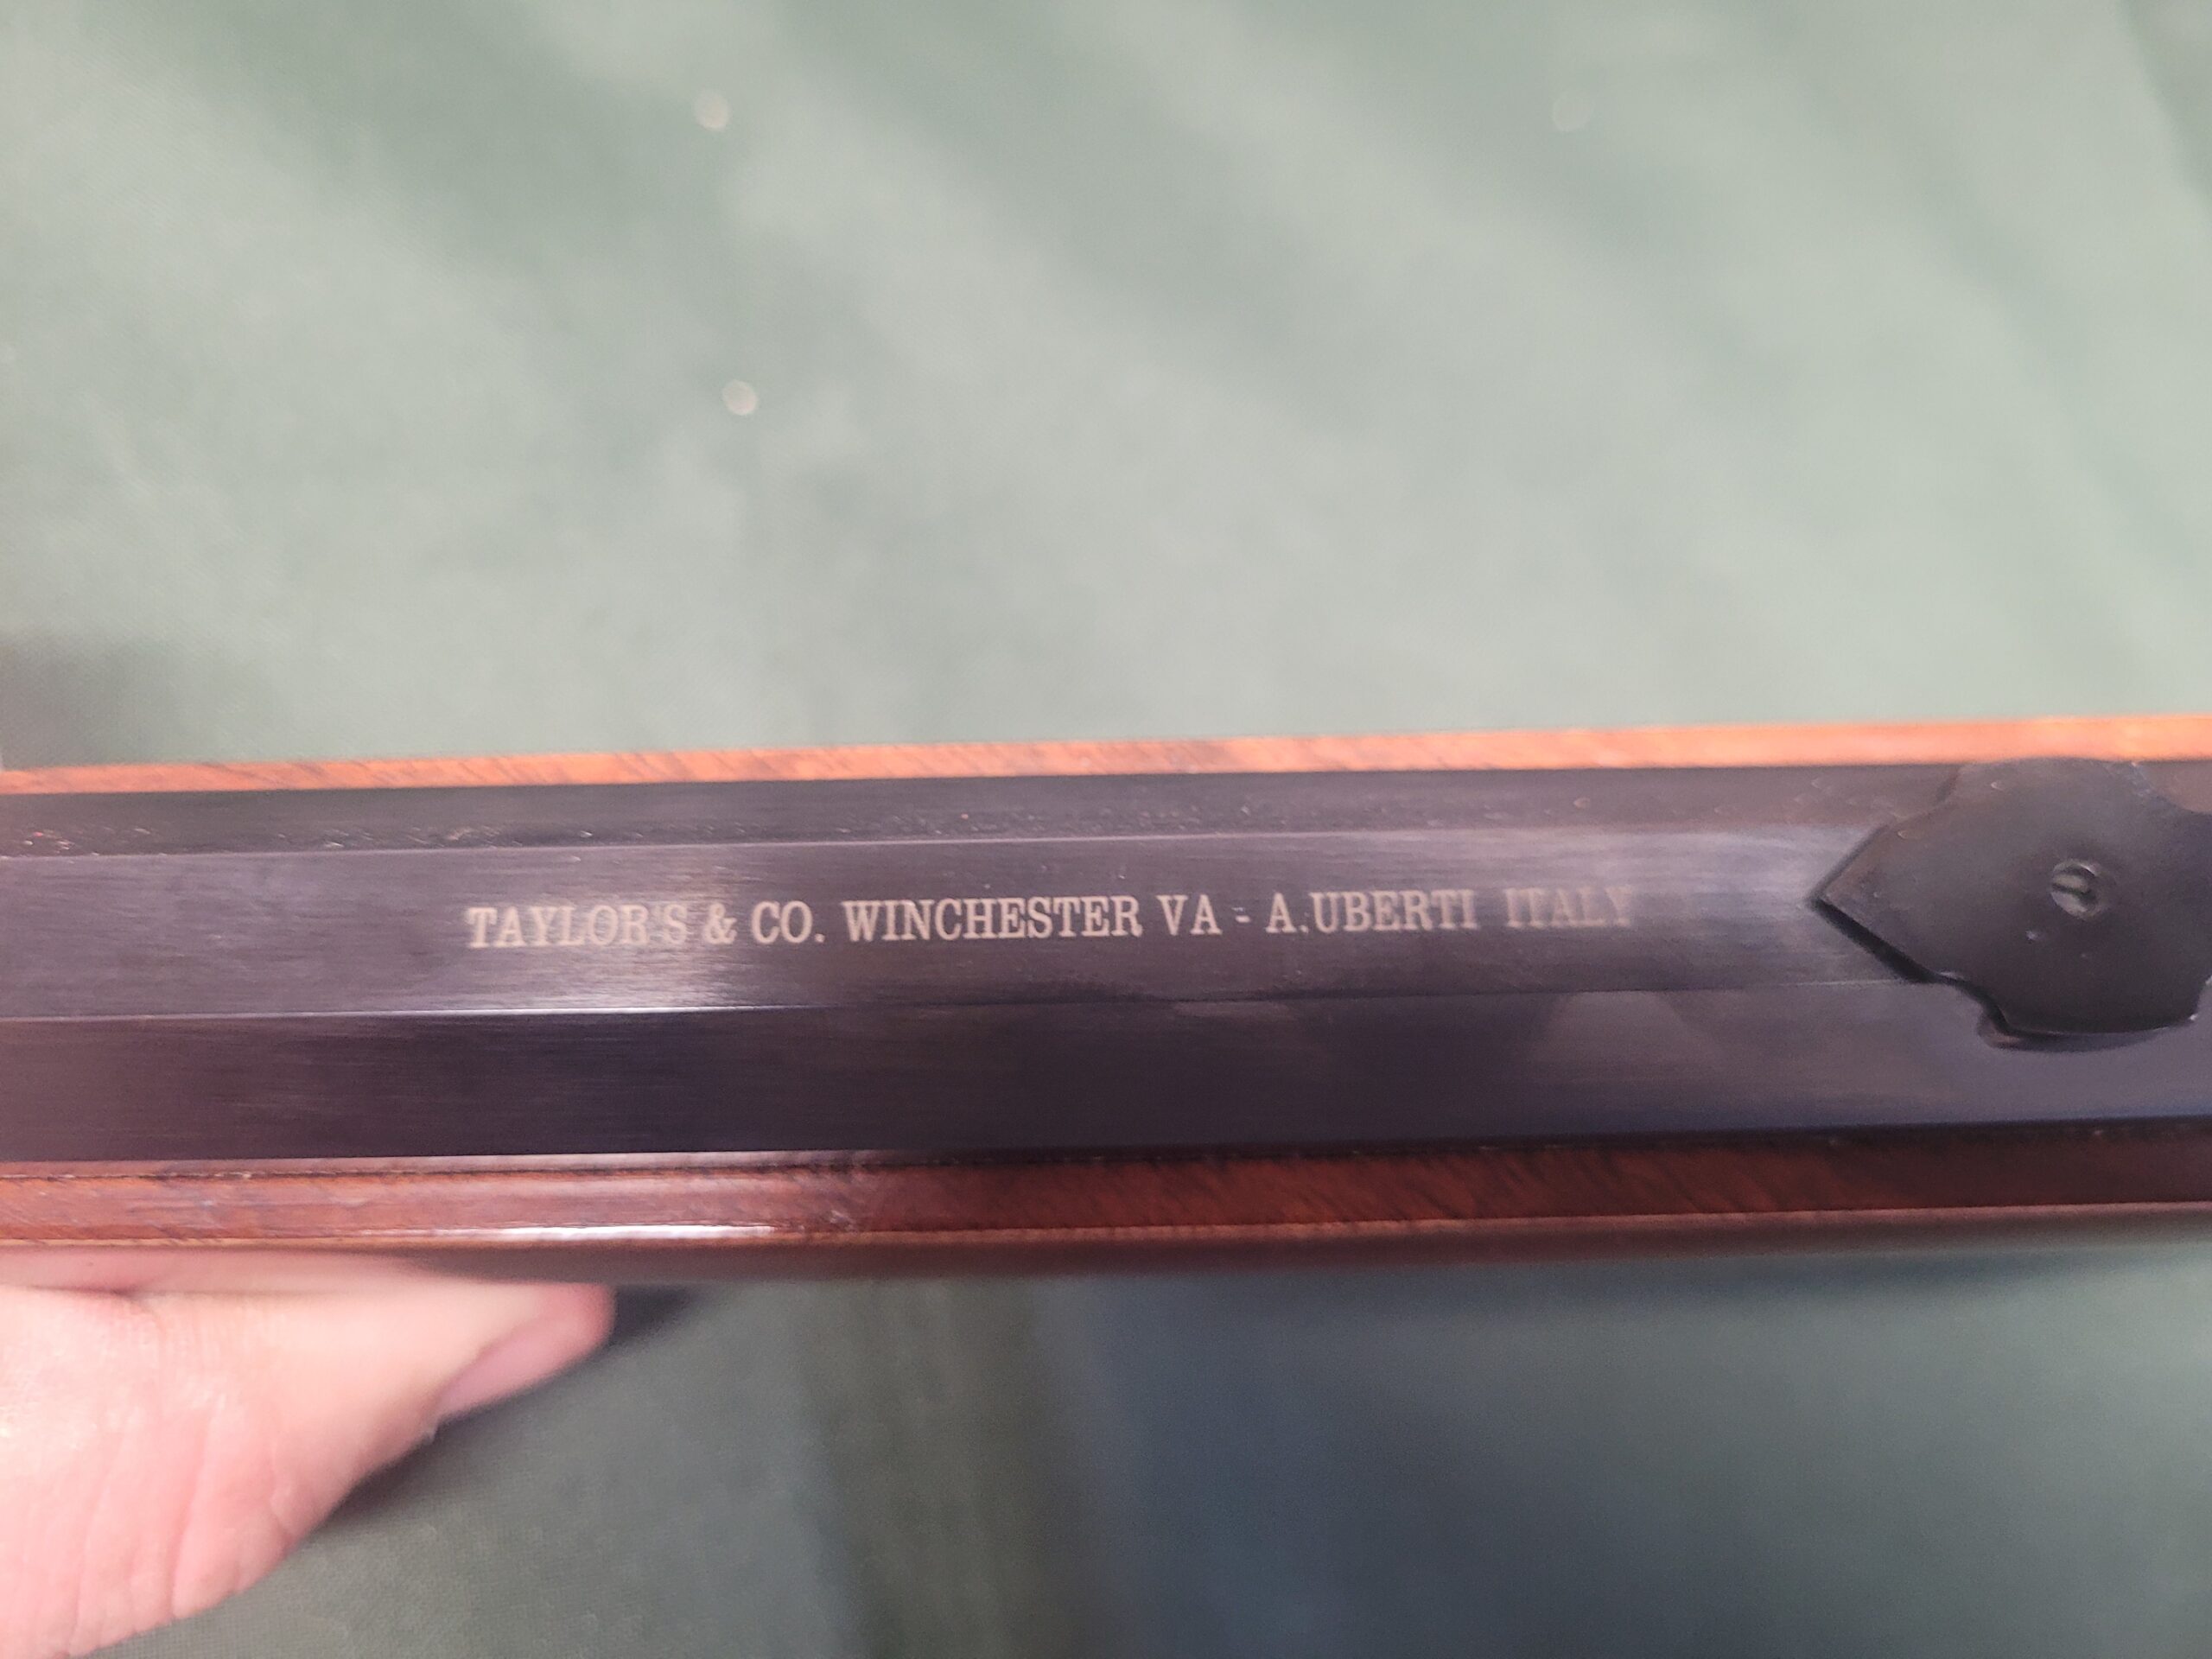 TAYLOR'S & CO. WINCHESTER VA - A.UBERTI ITALY